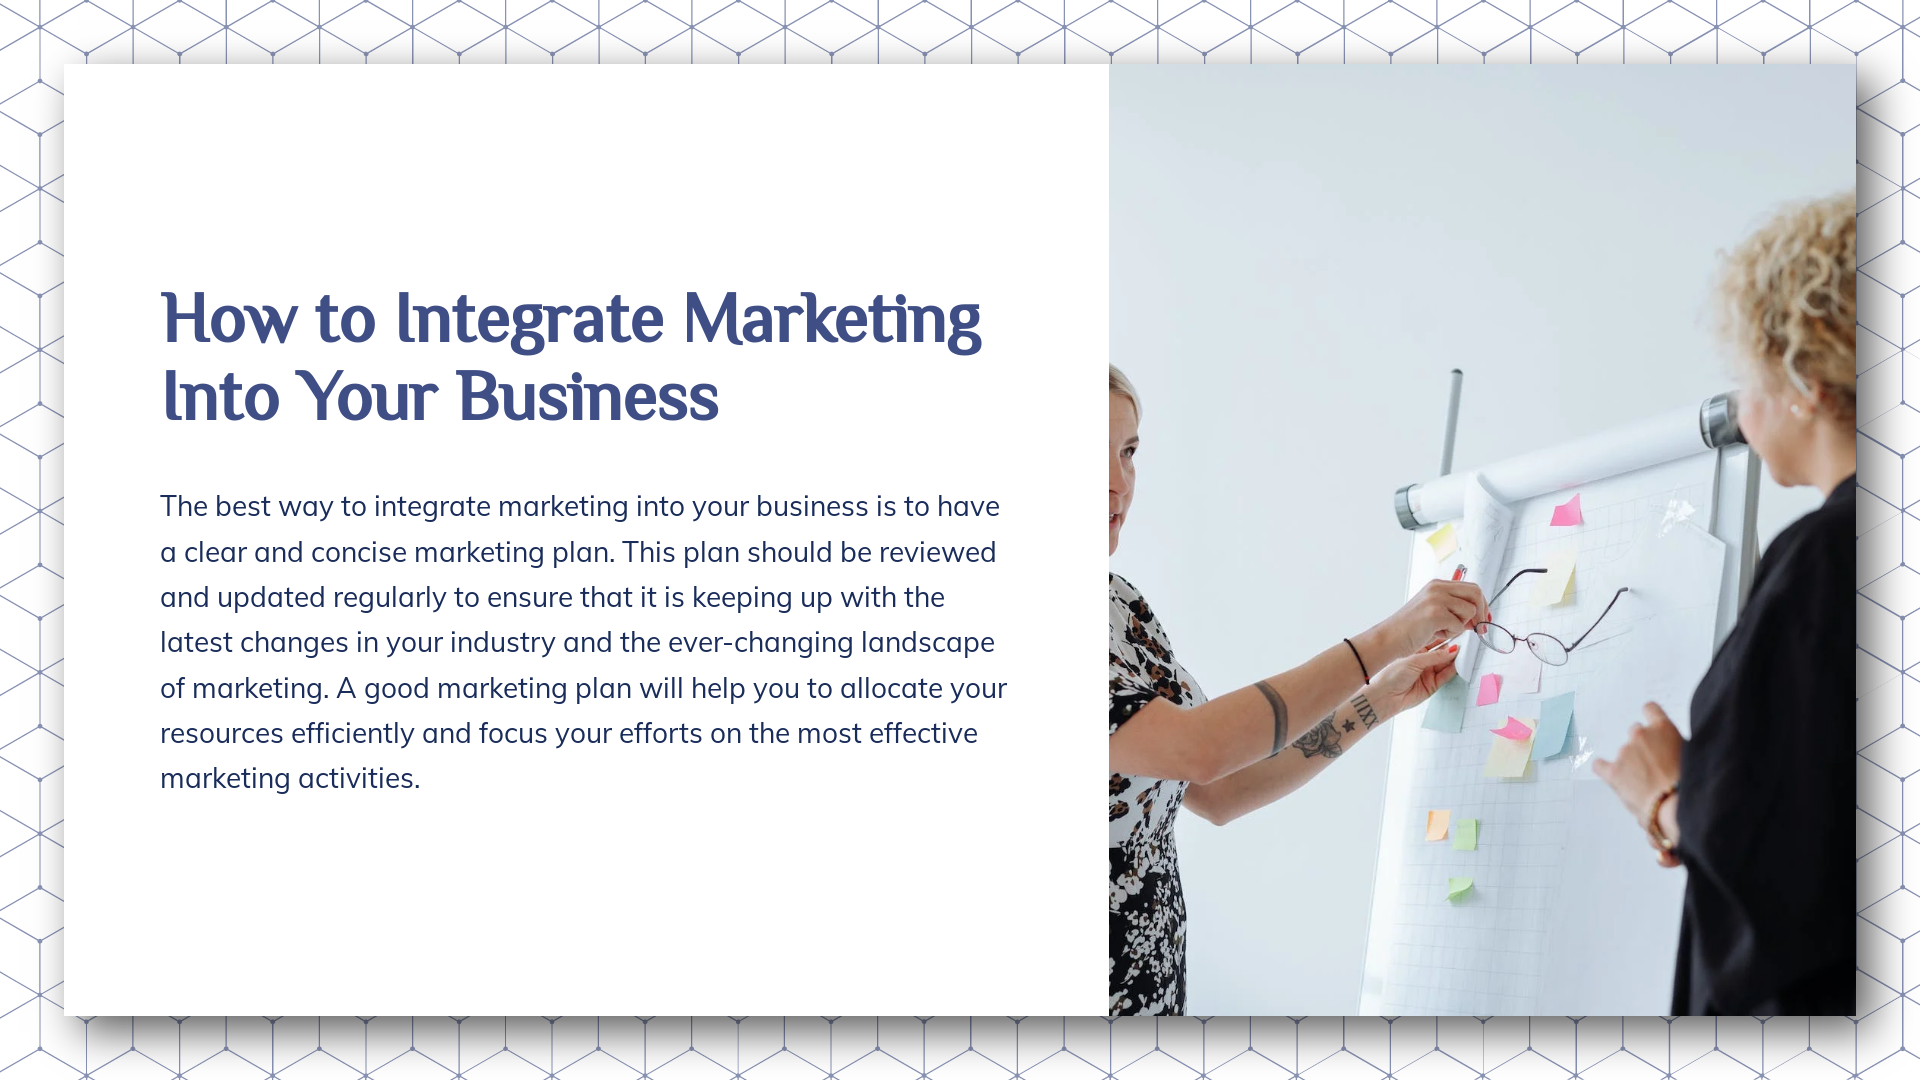 How to Integrate Marketing
Into Your Business
The best way to integrate marketing into your business is to have
a clear and concise marketing plan. This plan should be reviewed
and updated regularly to ensure that it is keeping up with the
latest changes in your industry and the ever-changing landscape
of marketing. A good marketing plan will help you to allocate your
resources efficiently and focus your efforts on the most effective
marketing activities.